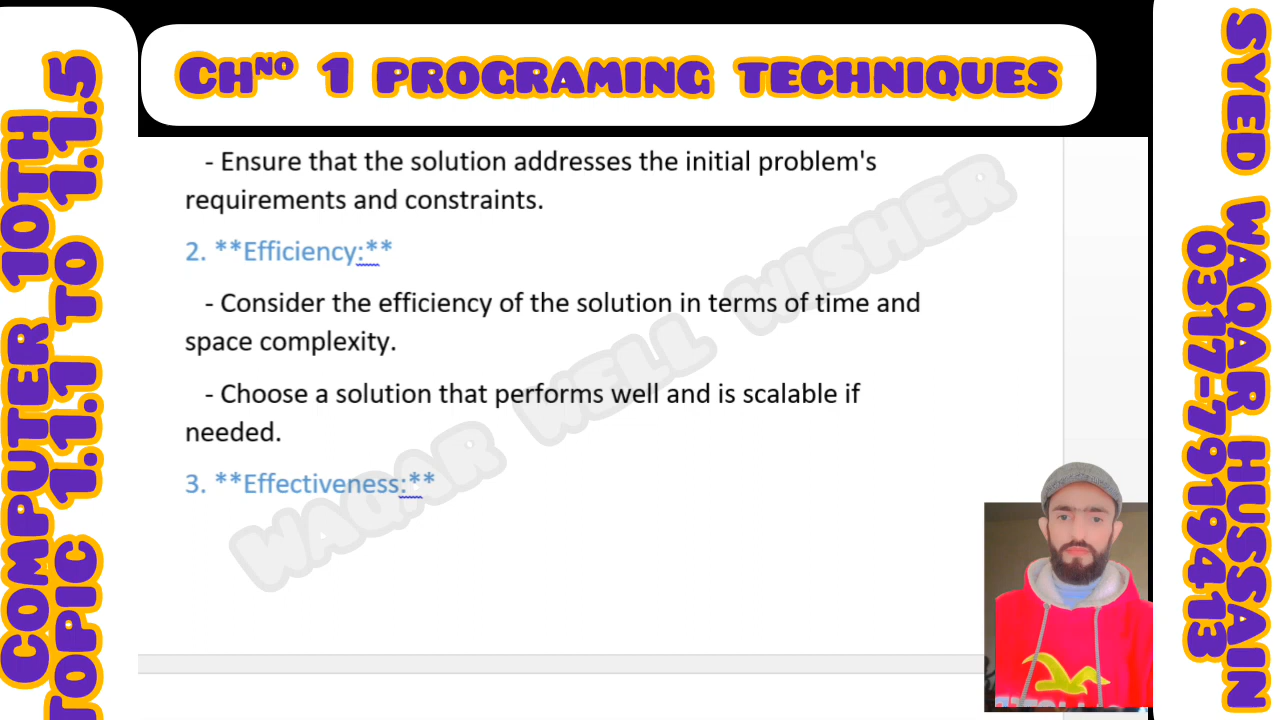 CHNO 1 PROGRAMING TECHNIQUES
COMPUTER 10TH
TOPIC 1.1.1 TO 1.1.5
- Ensure that the solution addresses the initial problem's
requirements and constraints.
2. **Efficiency:**
- Consider the efficiency of the solution in terms of time and
space complexity.
- Choose a solution that performs well and is scalable if
needed.
3. **Effectiveness:**
WAQAR WELL WISHER
SYED WAQAR HUSSAIN
0317-7919413